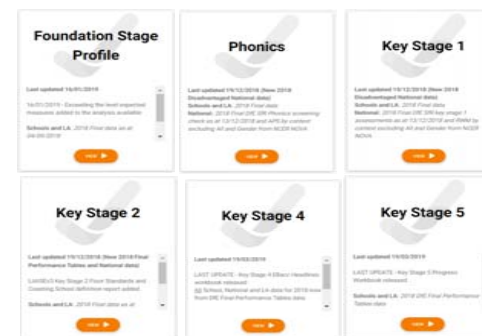 Foundation Stage
Profile
Last updated 16/01/2019
16/01/2019 - Exceeding the level expected
measures added to the analysis available
Schools and LA: 2018 Final data as at
VIEW
Phonics
Last updated 19/12/2018 (New 2018
Disadvantaged National data)
Schools and LA: 2018 Final data
National: 2018 Final DfE SFR Phonics screening
check as at 13/12/2018 and APS by context
excluding All and Gender from NCER
NOVA
VIEW
Key Stage 1
Last updated 19/12/2018 (New 2018
Disadvantaged National data)
Schools and LA: 2018 Final data
National: 2018 Final DfE SFR key stage 1
assessments as at 13/12/2018 and RWM by
context excluding All and Gender from NCER
NOVA
VIEW
Key Stage 2
Last updated 19/12/2018 (New 2018 Final
Performance Tables and National data)
Key Stage 2 Floor Standards and
Coasting School definition report added.
Schools and LA: 2018 Final data as at
VIEW
Key Stage 4
Last updated 19/03/2019
LAST UPDATE - Key Stage 4 EBacc Headlines
workbook released
All School, National and LA data for 2018 now
from DfE Final Performance Tables data.
VIEW
Key Stage 5
Last updated 19/03/2019
LAST UPDATE - Key Stage 5 Progress
Workbook released
Schools and LA: 2018 DfE Final Performance
Tables data
VIEW